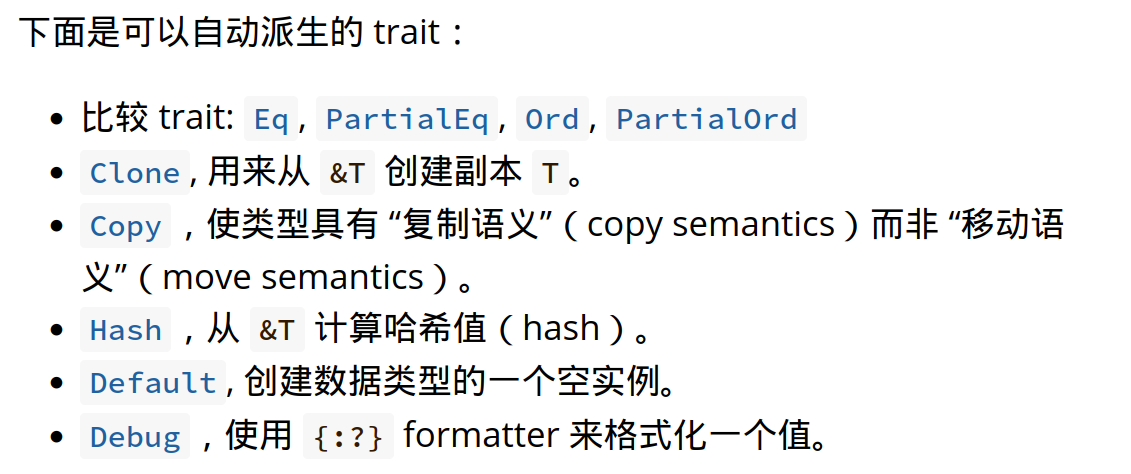 下面是可以自动派生的 trait：
比较 trait: Eq, PartialEq, Ord, PartialOrd
Clone, 用来从 &T 创建副本 T。
Copy，使类型具有 “复制语义”（copy semantics）而非 “移动语
义”（move semantics）。
Hash，从 &T 计算哈希值（hash）。
Default, 创建数据类型的一个空实例。
Debug，使用 {:?} formatter 来格式化一个值。